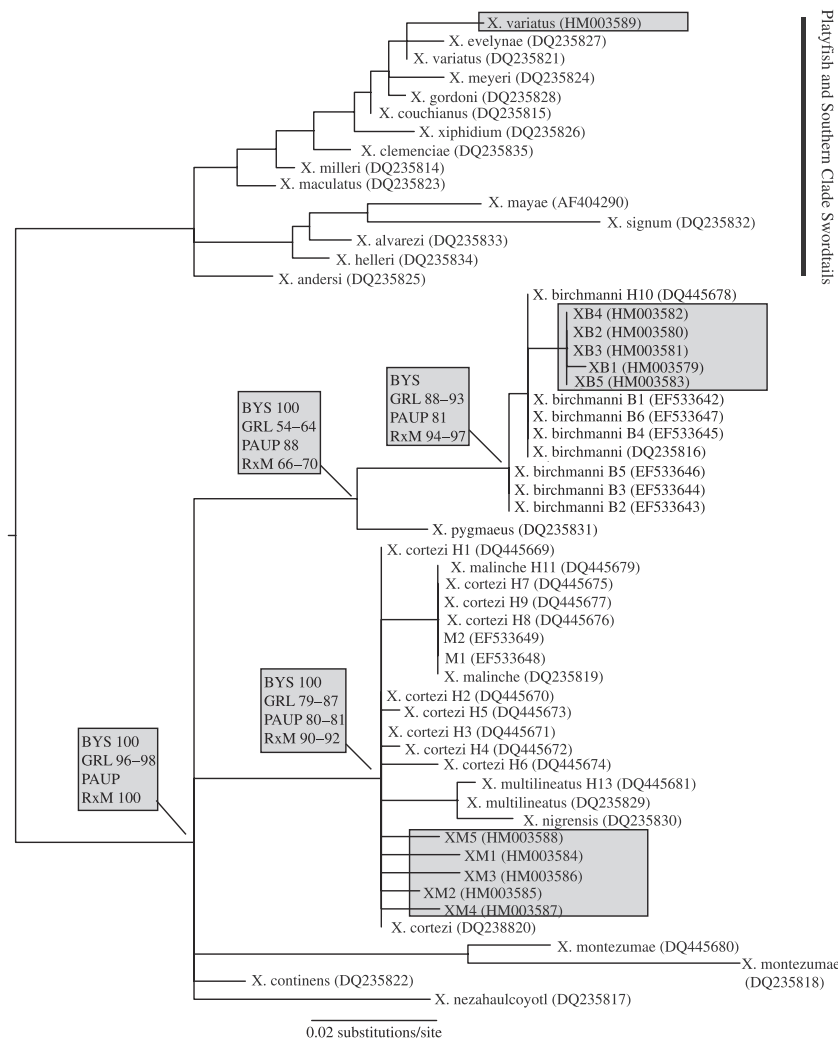 X. variatus (HM003589)
X. evelynae (DQ235827)
X. variatus (DQ235821)
X. meyeri (DQ235824)
X. gordoni (DQ235828)
X. couchianus (DQ235815)
X. xiphidium (DQ235826)
X. clemenciae (DQ235835)
X. milleri (DQ235814)
X. maculatus (DQ235823)
X. mayae (AF404290)
X. signum (DQ235832)
X. alvarezi (DQ235833)
X. helleri (DQ235834)
X. andersi (DQ235825)
Platyfish and Southern Clade Swordtails
X. birchmanni H10 (DQ445678)
XB4 (HM003582)
XB2 (HM003580)
XB3 (HM003581)
XB1 (HM003579)
XB5 (HM003583)
X. birchmanni B1 (EF533642)
X. birchmanni B6 (EF533647)
X. birchmanni B4 (EF533645)
X. birchmanni (DQ235816)
X. birchmanni B5 (EF533646)
X. birchmanni B3 (EF533644)
X. birchmanni B2 (EF533643)
BYS
GRL 88–93
PAUP 81
RxM 94–97
BYS 100
GRL 54–64
PAUP 88
RxM 66–70
X. pygmaeus (DQ235831)
X. cortezi H1 (DQ445669)
X. malinche H11 (DQ445679)
X. cortezi H7 (DQ445675)
X. cortezi H9 (DQ445677)
X. cortezi H8 (DQ445676)
M2 (EF533649)
M1 (EF533648)
X. malinche (DQ235819)
X. cortezi H2 (DQ445670)
X. cortezi H5 (DQ445673)
X. cortezi H3 (DQ445671)
X. cortezi H4 (DQ445672)
X. cortezi H6 (DQ445674)
X. multilineatus H13 (DQ445681)
X. multilineatus (DQ235829)
X. nigrensis (DQ235830)
XM5 (HM003588)
XM1 (HM003584)
XM3 (HM003586)
XM2 (HM003585)
XM4 (HM003587)
X. cortezi (DQ238820)
BYS 100
GRL 79–87
PAUP 80–81
RxM 90–92
BYS 100
GRL 96–98
PAUP
RxM 100
X. montezumae (DQ445680)
X. montezumae
(DQ235818)
X. continens (DQ235822)
X. nezahaulcoyotl (DQ235817)
0.02 substitutions/site